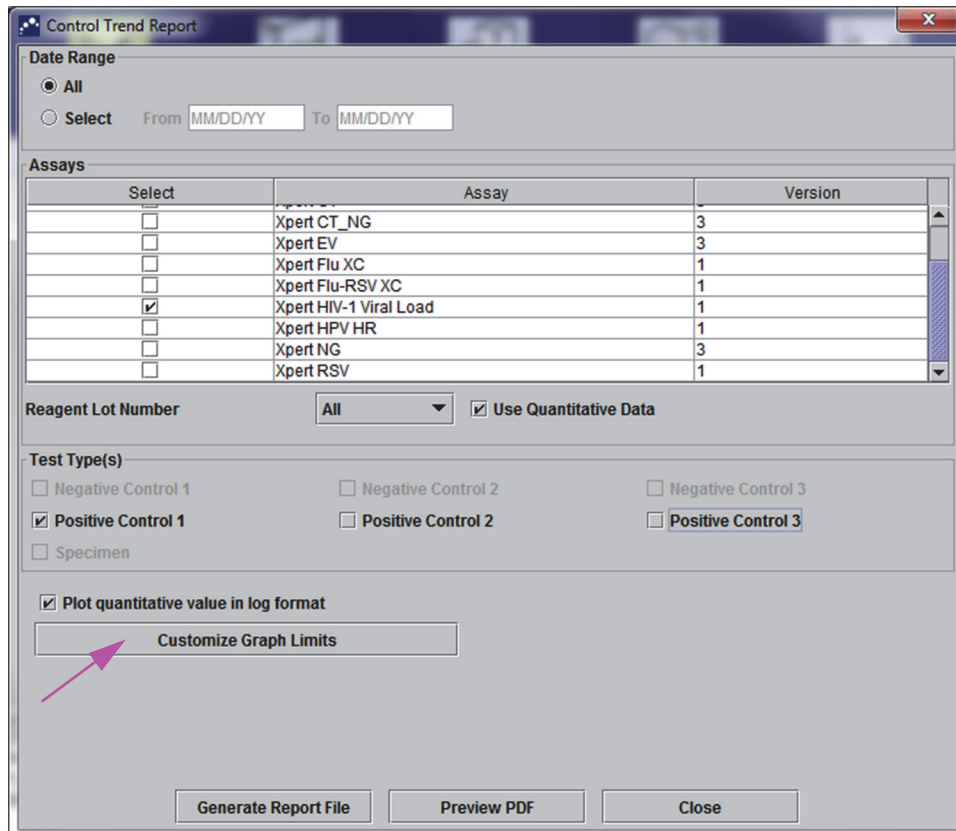 Control Trend Report
Date Range
All
Select From MM/DD/YY To MM/DD/YY
Assays
Select Assay Version
Xpert CT_NG 3
Xpert EV 3
Xpert Flu XC 1
Xpert Flu-RSV XC 1
Xpert HIV-1 Viral Load 1
Xpert HPV HR 1
Xpert NG 3
Xpert RSV 1
Reagent Lot Number All Use Quantitative Data
Test Type(s)
Negative Control 1 Negative Control 2 Negative Control 3
Positive Control 1 Positive Control 2 Positive Control 3
Specimen
Plot quantitative value in log format
Customize Graph Limits
Generate Report File Preview PDF Close